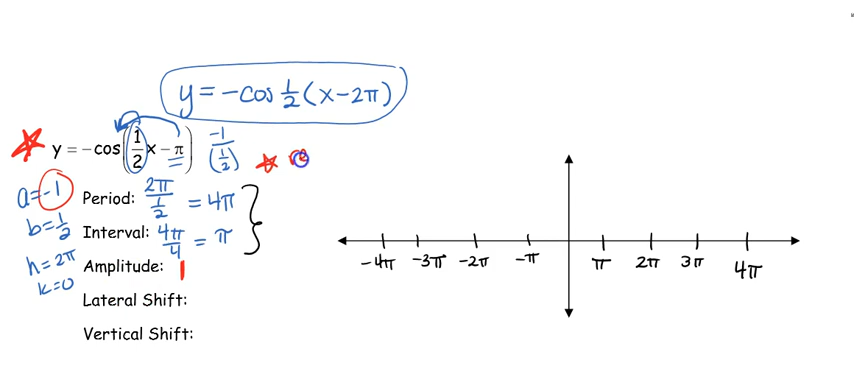 y = -cos 1/2 (x - 2π)
y = -cos(1/2 x - π) -1/(1/2)
a = -1 Period: 2π/(1/2) = 4π
b = 1/2 Interval: 4π/4 = π
h = 2π Amplitude: 1
k = 0
Lateral Shift:
Vertical Shift:
-4π -3π -2π -π π 2π 3π 4π